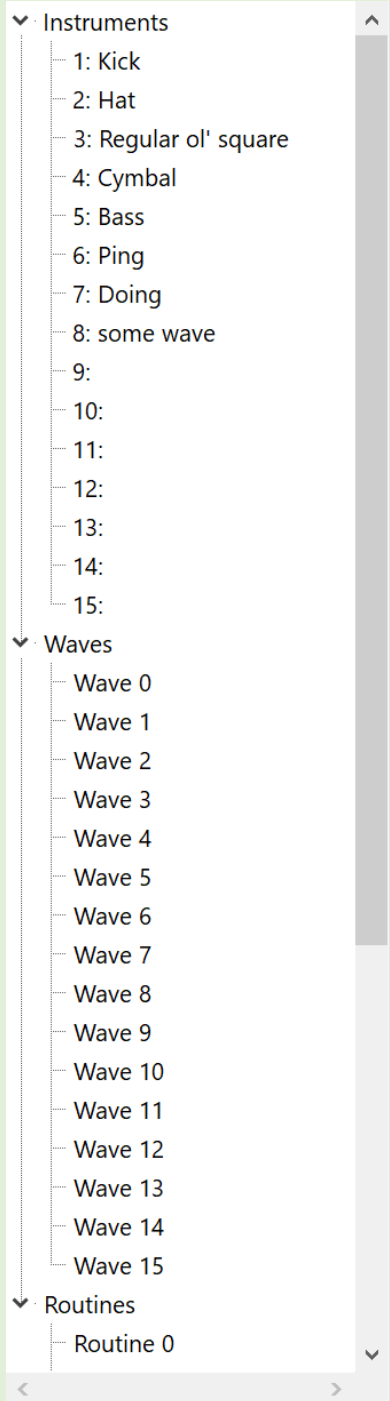 Instruments
1: Kick
2: Hat
3: Regular ol' square
4: Cymbal
5: Bass
6: Ping
7: Doing
8: some wave
9:
10:
11:
12:
13:
14:
15:
Waves
Wave 0
Wave 1
Wave 2
Wave 3
Wave 4
Wave 5
Wave 6
Wave 7
Wave 8
Wave 9
Wave 10
Wave 11
Wave 12
Wave 13
Wave 14
Wave 15
Routines
Routine 0